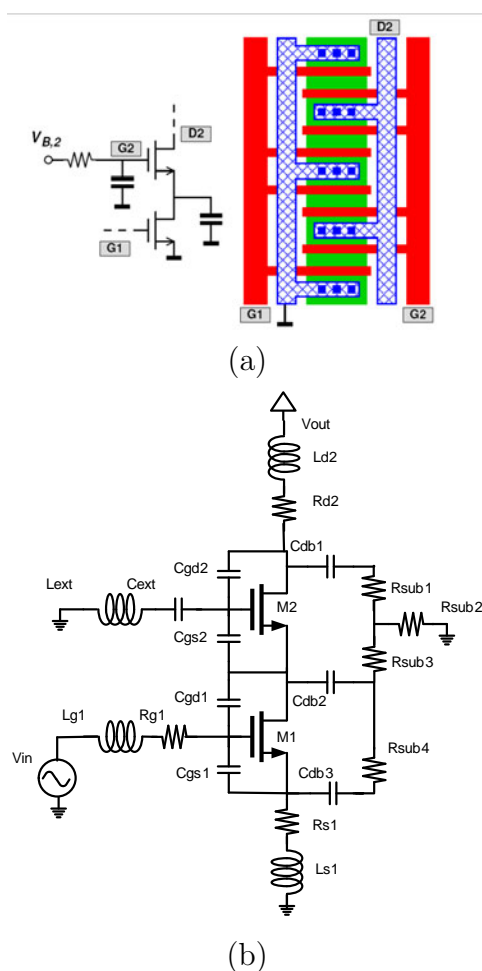 D2
V_B,2
G2
D2
G1
G1
G2
(a)
Vout
Ld2
Rd2
Cdb1
Cgd2
Lext
Cext
Rsub1
Rsub2
M2
Cgs2
Rsub3
Cgd1
Cdb2
Lg1
Rg1
M1
Vin
Rsub4
Cgs1
Cdb3
Rs1
Ls1
(b)